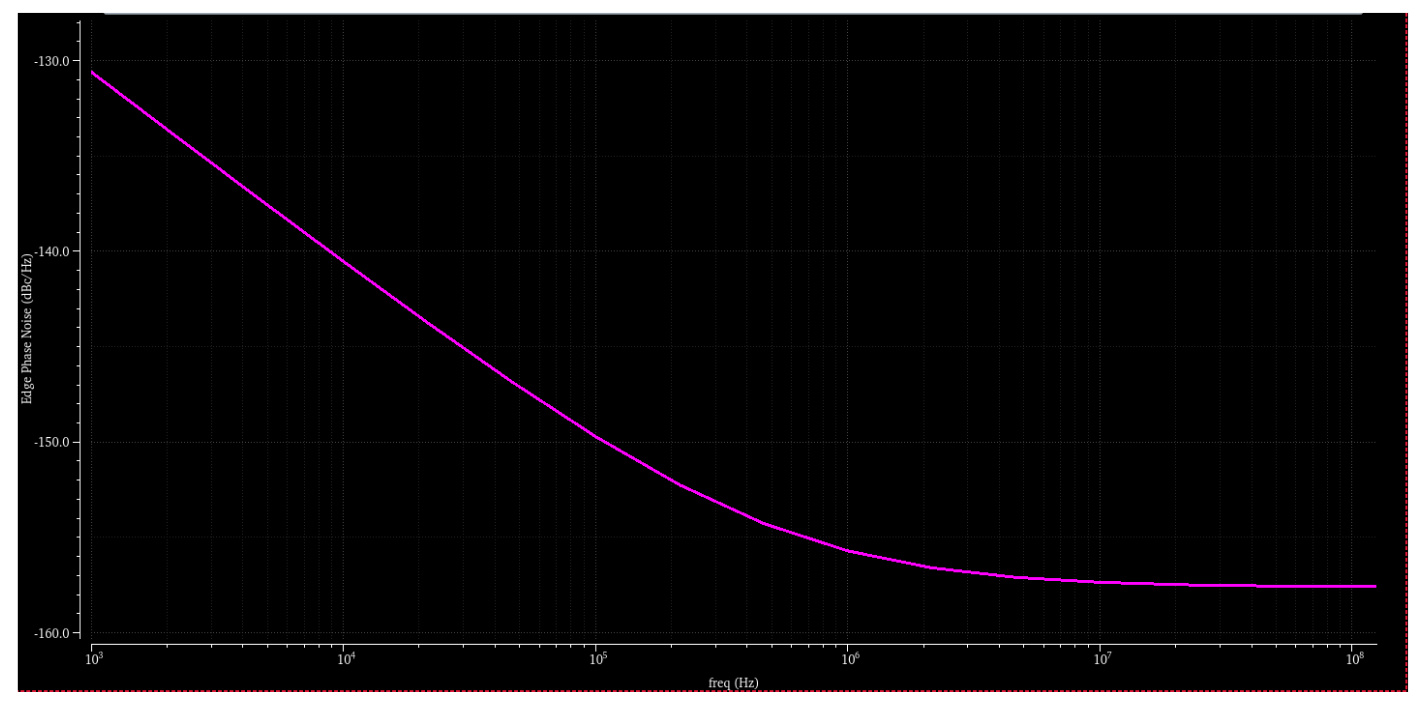 -130.0
-140.0
-150.0
-160.0
Edge Phase Noise (dBc/Hz)
10³ 10⁴ 10⁵ 10⁶ 10⁷ 10⁸
freq (Hz)